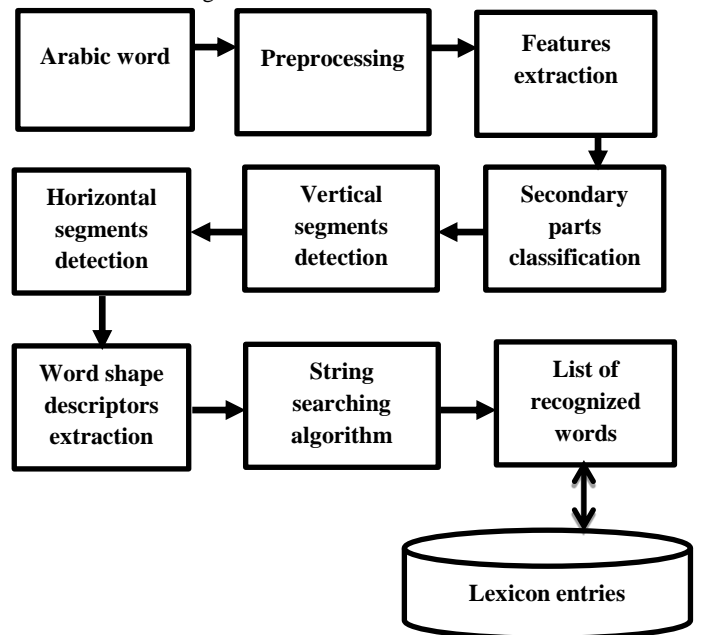 Arabic word
Preprocessing
Features
extraction
Secondary
parts
classification
Vertical
segments
detection
Horizontal
segments
detection
Word shape
descriptors
extraction
String
searching
algorithm
List of
recognized
words
Lexicon entries